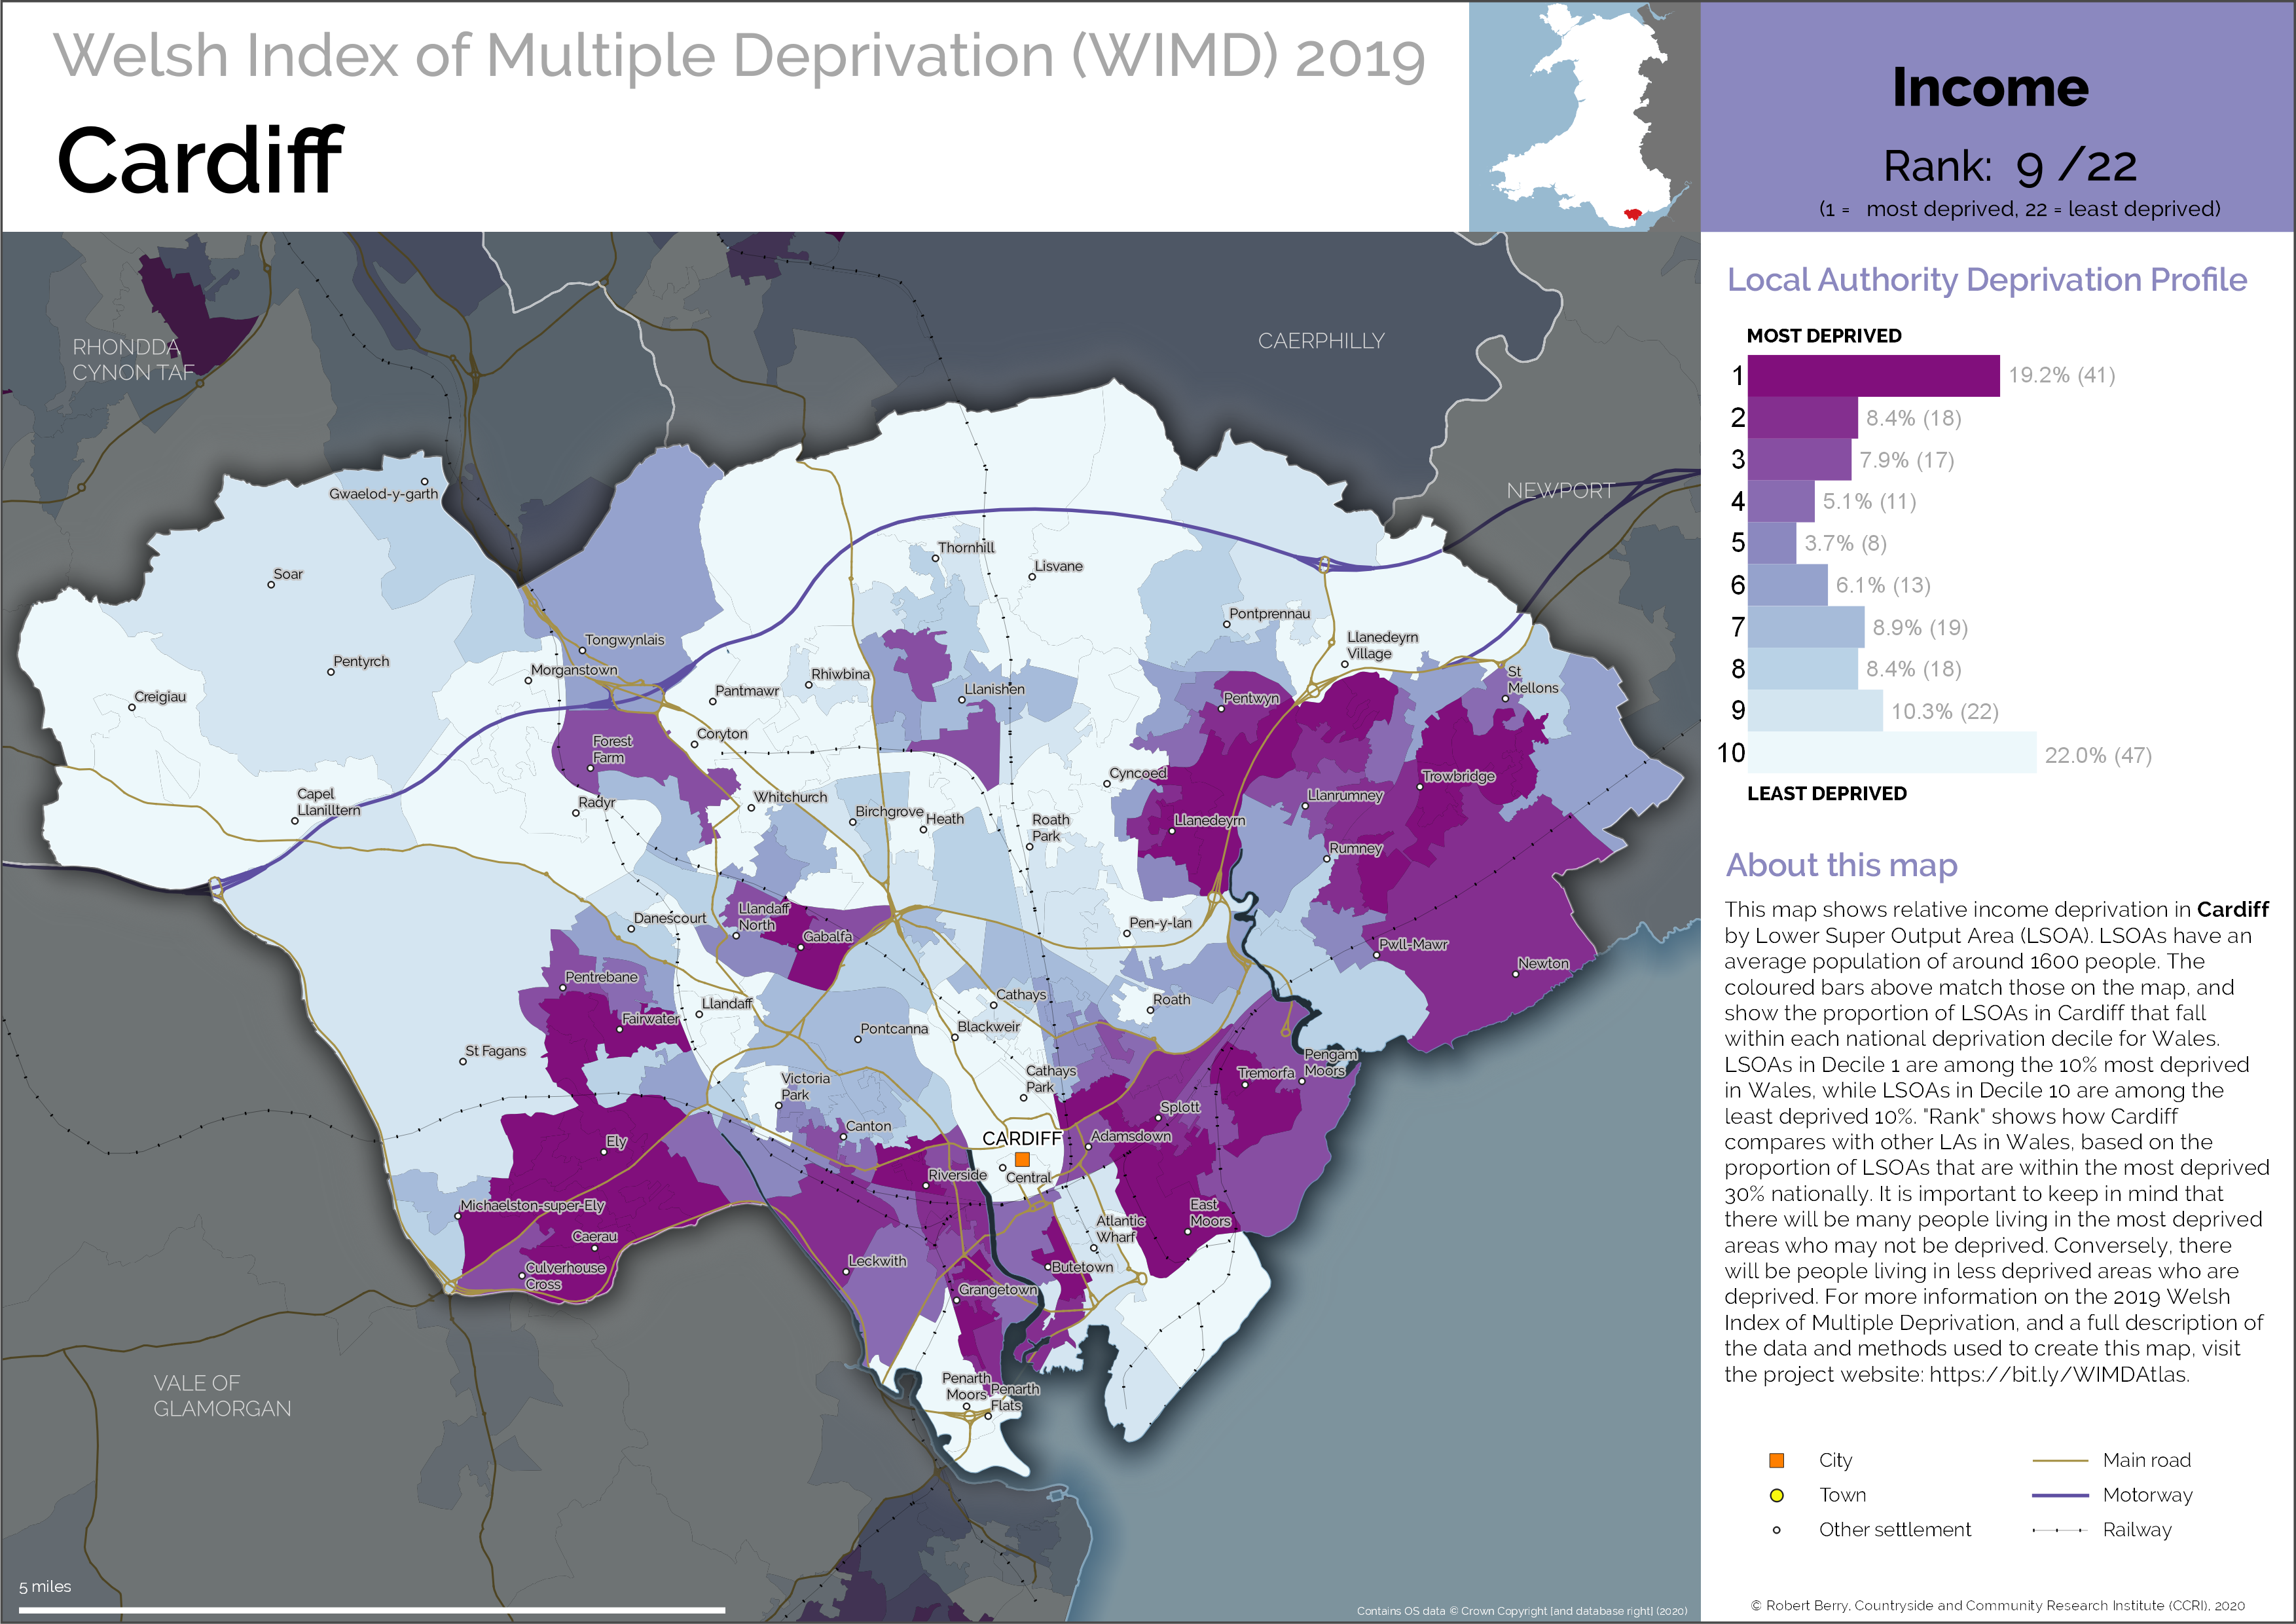 Welsh Index of Multiple Deprivation (WIMD) 2019
Cardiff
Income
Rank: 9 /22
(1 = most deprived, 22 = least deprived)
RHONDDA
CYNON TAF
CAERPHILLY
NEWPORT
Gwaelod-y-garth
Thornhill
Lisvane
Soar
Pontprennau
Tongwynlais
Llanedeyrn
Village
Pentyrch
Morganstown
Rhiwbina
St
Mellons
Creigiau
Pantmawr
Llanishen
Pentwyn
Coryton
Forest
Farm
Cyncoed
Trowbridge
Capel
Llanilltern
Radyr
Whitchurch
Llanrumney
Birchgrove
Heath
Roath
Park
Llanedeyrn
Rumney
Danescourt
Llandaff
North
Gabalfa
Pen-y-lan
Pwll-Mawr
Newton
Pentrebane
Cathays
Roath
Llandaff
Fairwater
Pontcanna
Blackweir
St Fagans
Pengam
Moors
Victoria
Park
Cathays
Park
Tremorfa
Splott
Canton
Ely
CARDIFF
Adamsdown
Riverside
Central
Michaelston-super-Ely
East
Moors
Atlantic
Wharf
Caerau
Leckwith
Butetown
Culverhouse
Cross
Grangetown
Penarth
Moors
Penarth
Flats
VALE OF
GLAMORGAN
5 miles
Contains OS data © Crown Copyright [and database right] (2020)
Local Authority Deprivation Profile
MOST DEPRIVED
1 19.2% (41)
2 8.4% (18)
3 7.9% (17)
4 5.1% (11)
5 3.7% (8)
6 6.1% (13)
7 8.9% (19)
8 8.4% (18)
9 10.3% (22)
10 22.0% (47)
LEAST DEPRIVED
About this map
This map shows relative income deprivation in Cardiff
by Lower Super Output Area (LSOA). LSOAs have an
average population of around 1600 people. The
coloured bars above match those on the map, and
show the proportion of LSOAs in Cardiff that fall
within each national deprivation decile for Wales.
LSOAs in Decile 1 are among the 10% most deprived
in Wales, while LSOAs in Decile 10 are among the
least deprived 10%. "Rank" shows how Cardiff
compares with other LAs in Wales, based on the
proportion of LSOAs that are within the most deprived
30% nationally. It is important to keep in mind that
there will be many people living in the most deprived
areas who may not be deprived. Conversely, there
will be people living in less deprived areas who are
deprived. For more information on the 2019 Welsh
Index of Multiple Deprivation, and a full description of
the data and methods used to create this map, visit
the project website: https://bit.ly/WIMDAtlas.
City
Main road
Town
Motorway
Other settlement
Railway
© Robert Berry, Countryside and Community Research Institute (CCRI), 2020